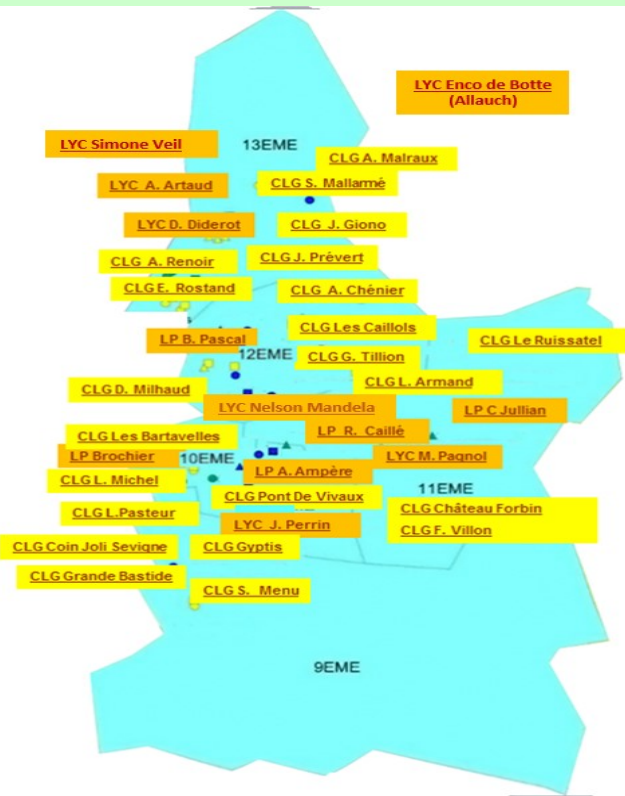 LYC Enco de Botte
(Allauch)
LYC Simone Veil
13EME
CLG A. Malraux
LYC A. Artaud
CLG S. Mallarmé
LYC D. Diderot
CLG J. Giono
CLG A. Renoir
CLG J. Prévert
CLG E. Rostand
CLG A. Chénier
CLG Les Caillols
LP B. Pascal
CLG Le Ruissatel
12EME
CLG G. Tillion
CLG D. Milhaud
CLG L. Armand
LYC Nelson Mandela
LP C Jullian
CLG Les Bartavelles
LP R. Caillé
LP Brochier
10EME
LYC M. Pagnol
CLG L. Michel
LP A. Ampère
11EME
CLG Pont De Vivaux
CLG Château Forbin
CLG L.Pasteur
LYC J. Perrin
CLG F. Villon
CLG Coin Joli Sevigne
CLG Gyptis
CLG Grande Bastide
CLG S. Menu
9EME